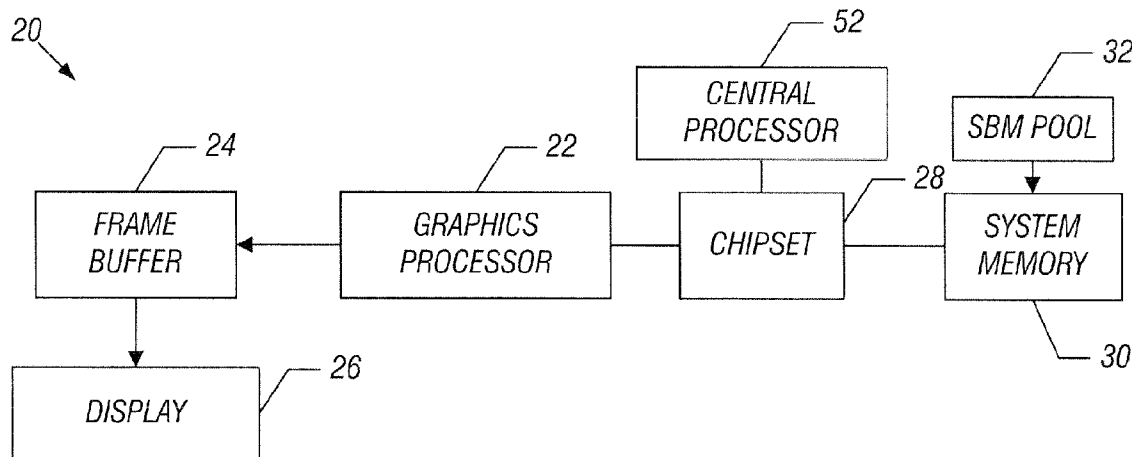 20
52
CENTRAL
PROCESSOR
32
SBM POOL
24
FRAME
BUFFER
22
GRAPHICS
PROCESSOR
28
CHIPSET
SYSTEM
MEMORY
30
26
DISPLAY